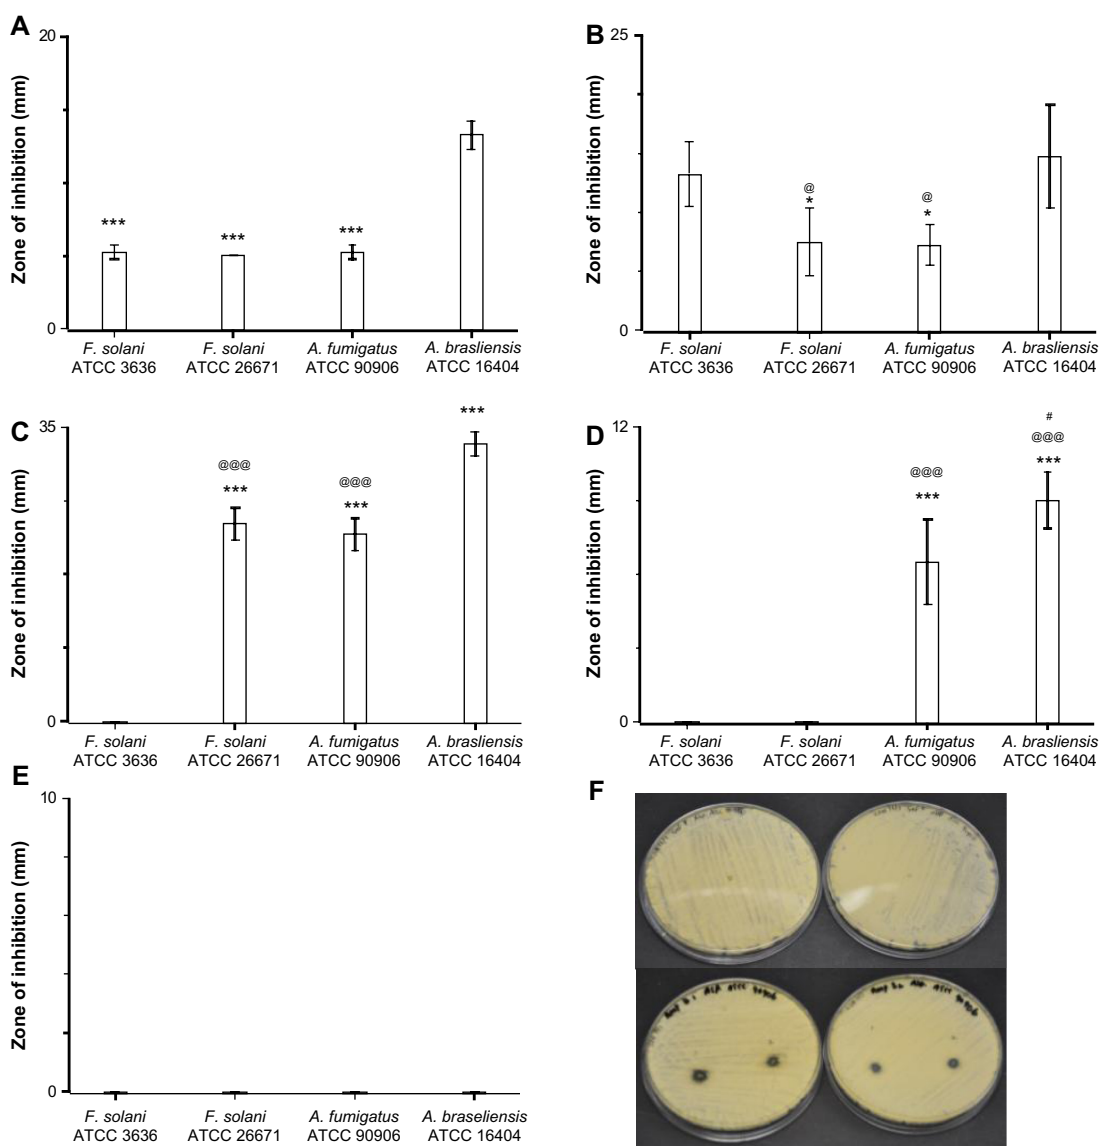 A
20
Zone of inhibition (mm)
0
***
***
***
F. solani
ATCC 3636
F. solani
ATCC 26671
A. fumigatus
ATCC 90906
A. brasliensis
ATCC 16404
B
25
Zone of inhibition (mm)
0
@
*
@
*
F. solani
ATCC 3636
F. solani
ATCC 26671
A. fumigatus
ATCC 90906
A. brasliensis
ATCC 16404
C
35
Zone of inhibition (mm)
0
@@@
***
@@@
***
***
F. solani
ATCC 3636
F. solani
ATCC 26671
A. fumigatus
ATCC 90906
A. brasliensis
ATCC 16404
D
12
Zone of inhibition (mm)
0
@@@
***
#
@@@
***
F. solani
ATCC 3636
F. solani
ATCC 26671
A. fumigatus
ATCC 90906
A. brasliensis
ATCC 16404
E
10
Zone of inhibition (mm)
0
F. solani
ATCC 3636
F. solani
ATCC 26671
A. fumigatus
ATCC 90906
A. braseliensis
ATCC 16404
F